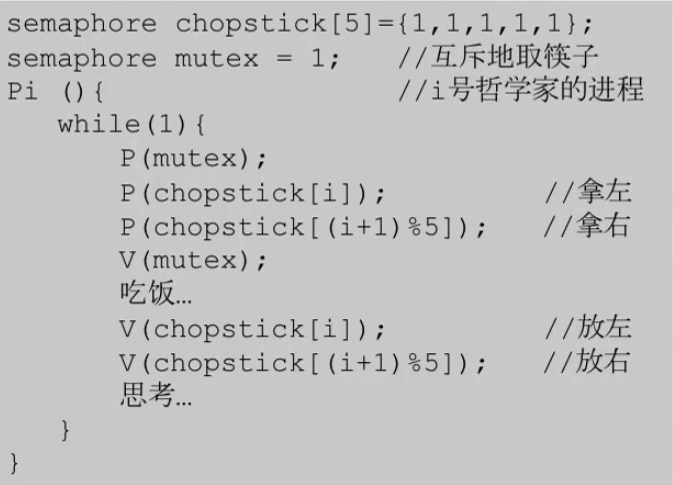 semaphore chopstick[5]={1,1,1,1,1};
semaphore mutex = 1;   //互斥地取筷子
Pi (){                 //i号哲学家的进程
   while(1){
      P(mutex);
      P(chopstick[i]);          //拿左
      P(chopstick[(i+1)%5]);   //拿右
      V(mutex);
      吃饭…
      V(chopstick[i]);          //放左
      V(chopstick[(i+1)%5]);   //放右
      思考…
   }
}